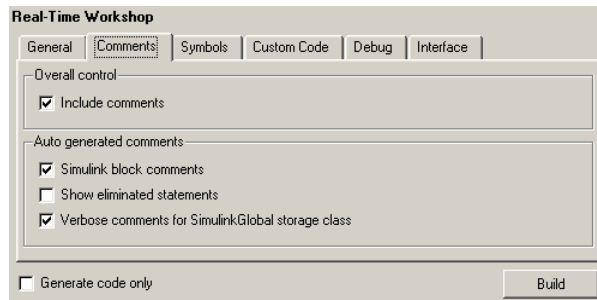 Real-Time Workshop
General Comments Symbols Custom Code Debug Interface
Overall control
Include comments
Auto generated comments
Simulink block comments
Show eliminated statements
Verbose comments for SimulinkGlobal storage class
Generate code only Build